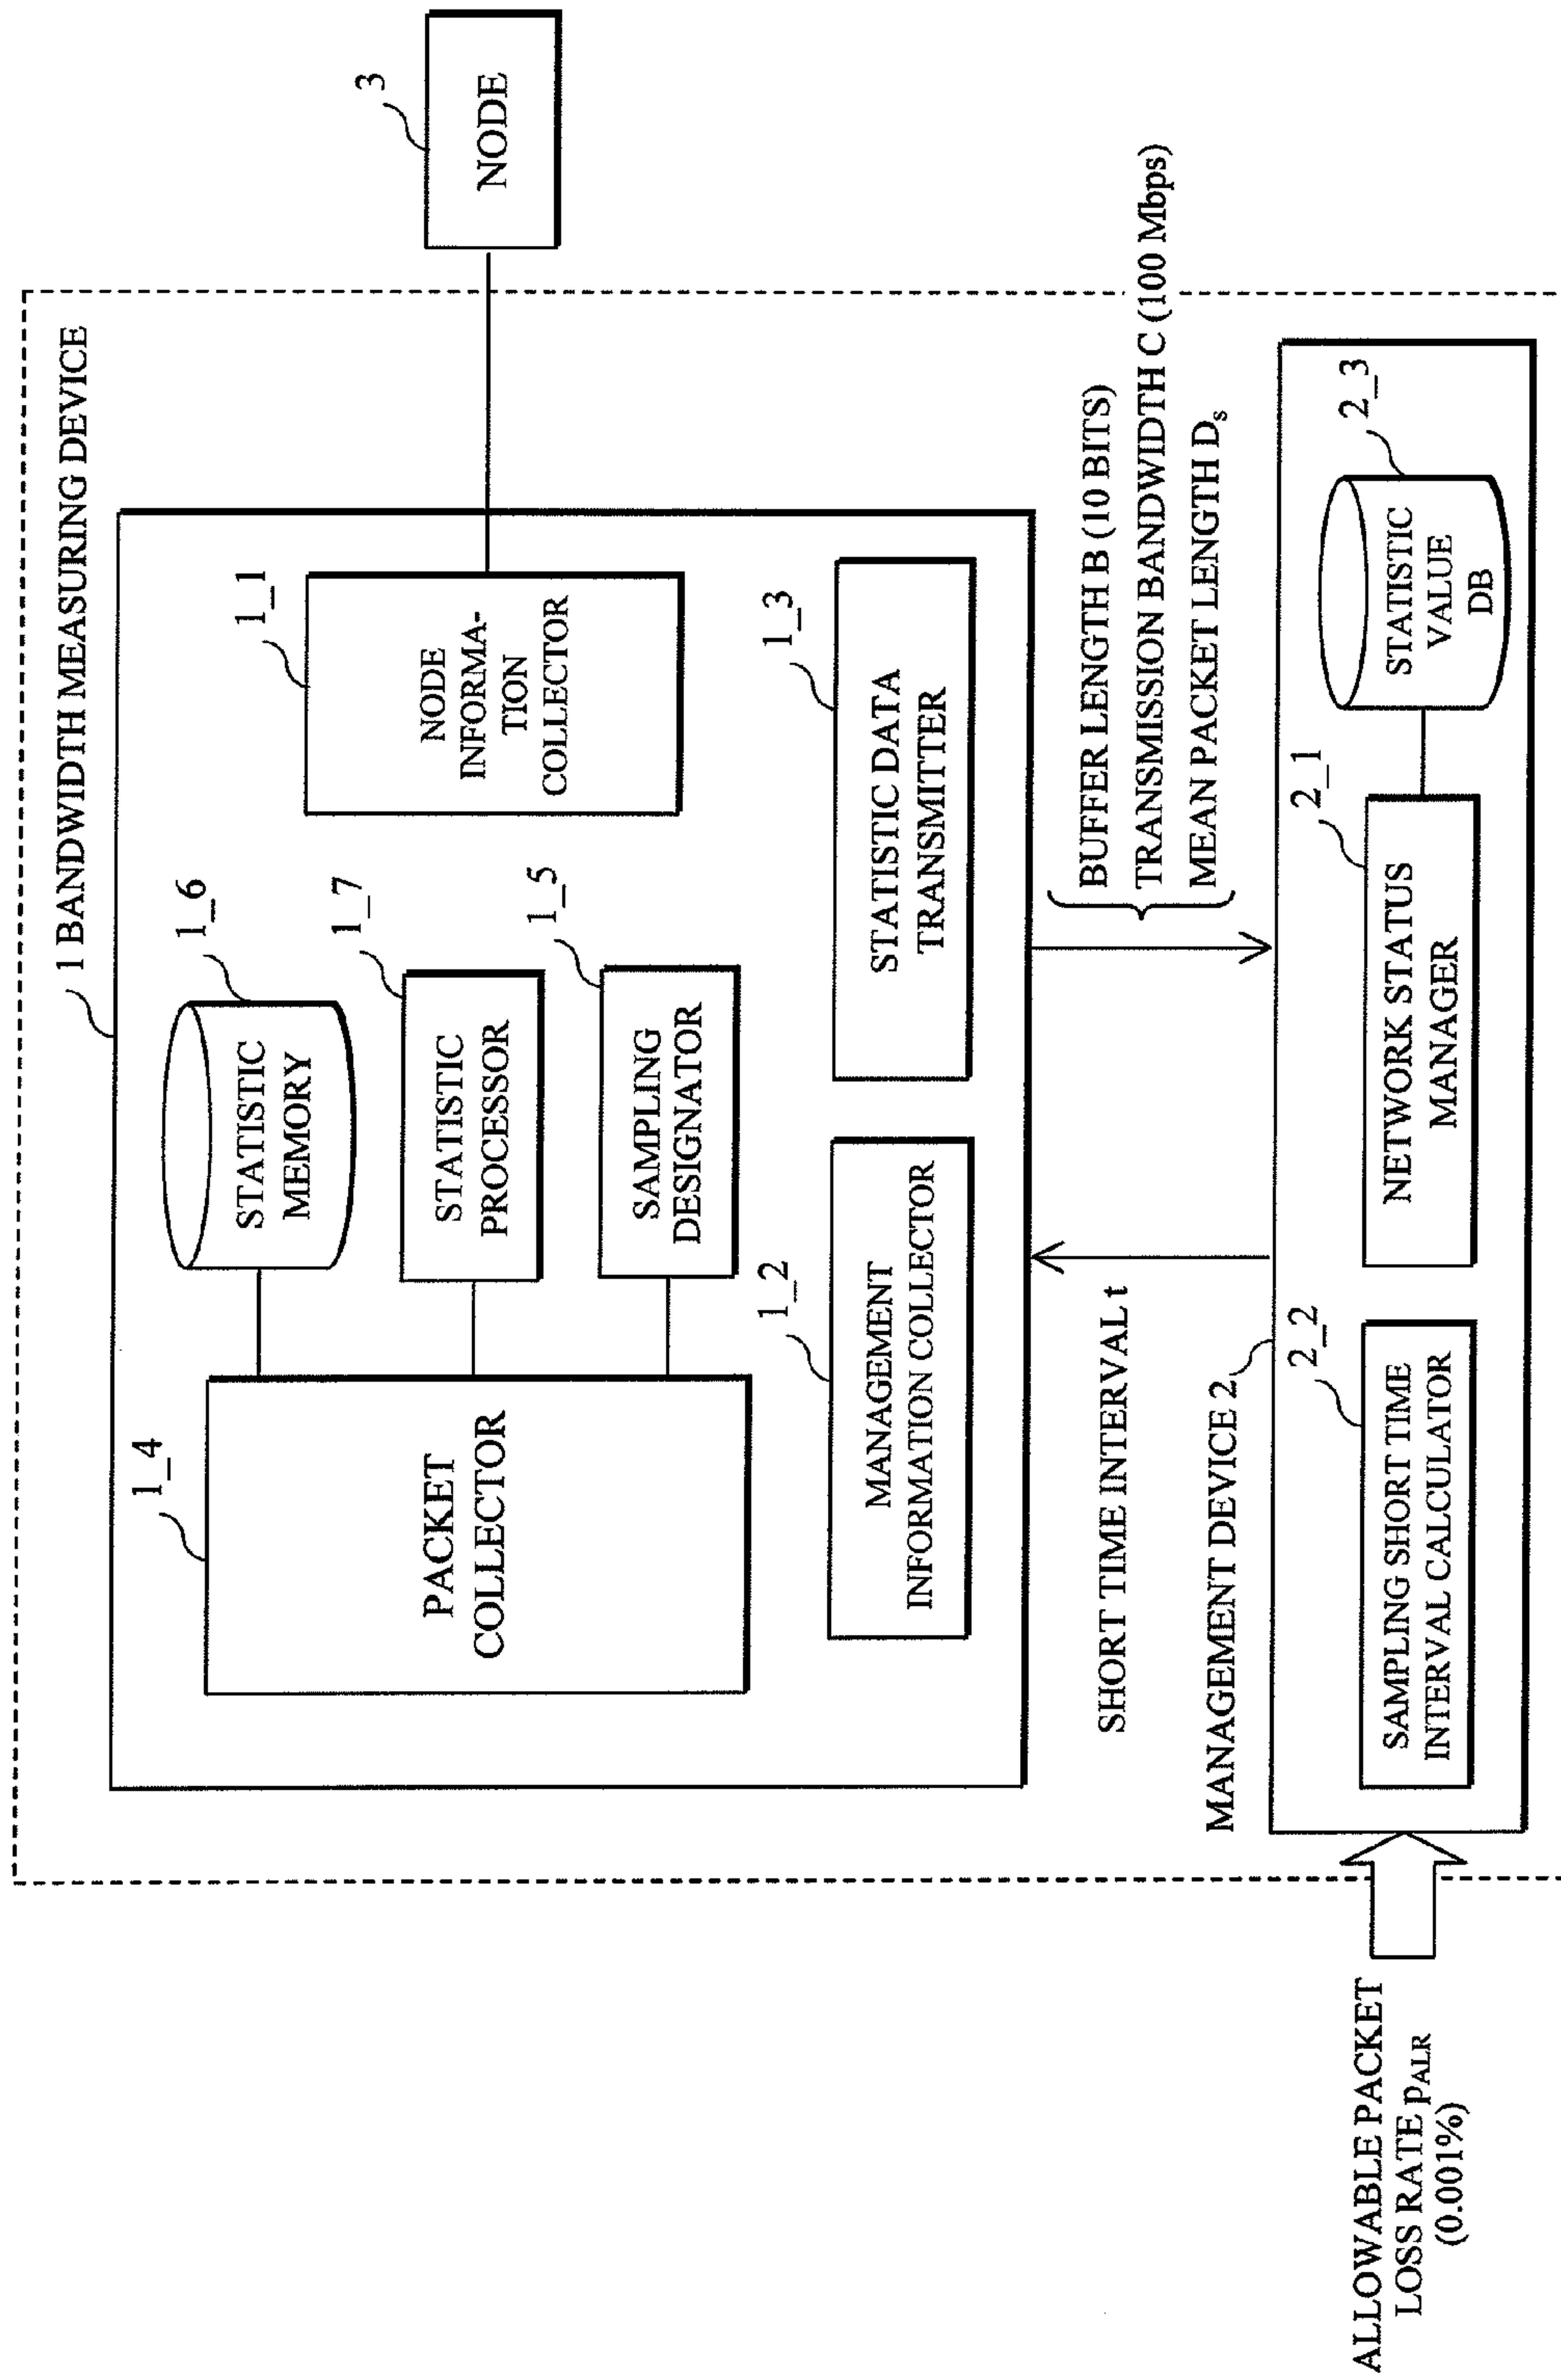 1 BANDWIDTH MEASURING DEVICE
3
NODE
1_4
PACKET
COLLECTOR
1_6
STATISTIC
MEMORY
1_7
STATISTIC
PROCESSOR
1_5
SAMPLING
DESIGNATOR
1_1
NODE
INFORMA-
TION
COLLECTOR
1_2
MANAGEMENT
INFORMATION COLLECTOR
1_3
STATISTIC DATA
TRANSMITTER
SHORT TIME INTERVAL t
BUFFER LENGTH B (10 BITS)
TRANSMISSION BANDWIDTH C (100 Mbps)
MEAN PACKET LENGTH Ds
MANAGEMENT DEVICE 2
2_2
SAMPLING SHORT TIME
INTERVAL CALCULATOR
2_1
NETWORK STATUS
MANAGER
2_3
STATISTIC
VALUE
DB
ALLOWABLE PACKET
LOSS RATE pALR
(0.001%)